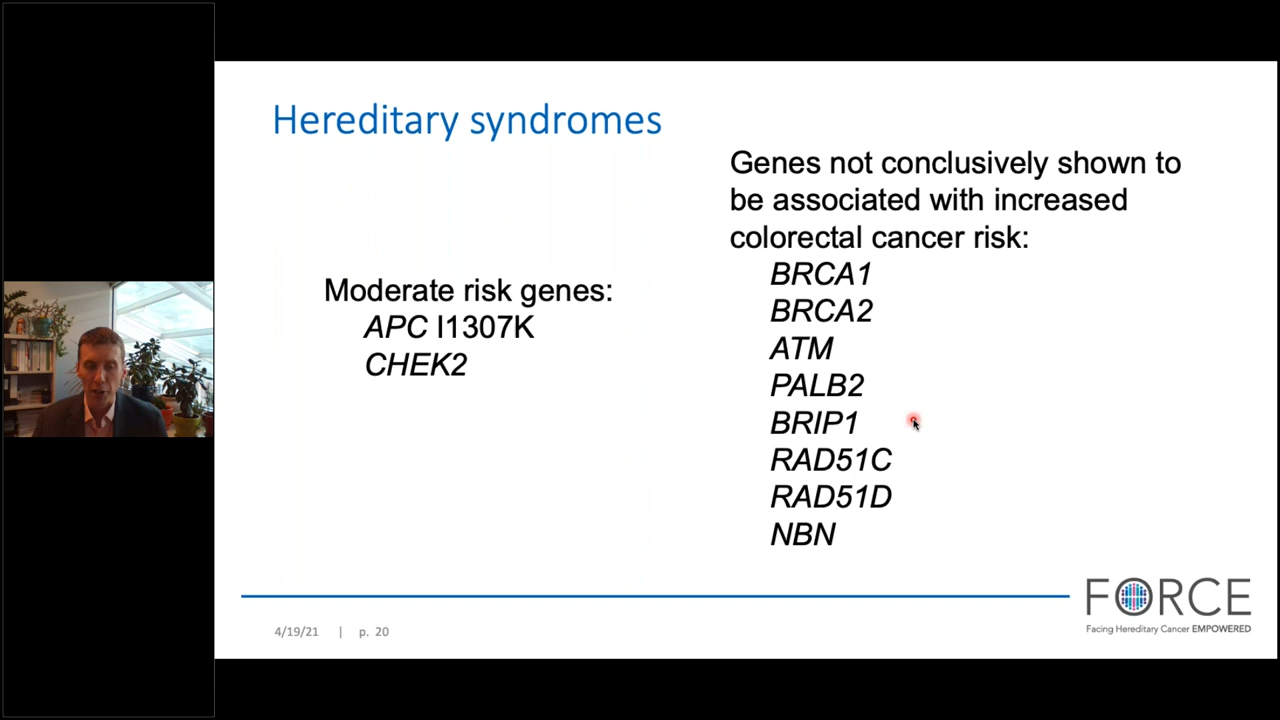 Hereditary syndromes
Moderate risk genes:
APC I1307K
CHEK2
Genes not conclusively shown to
be associated with increased
colorectal cancer risk:
BRCA1
BRCA2
ATM
PALB2
BRIP1
RAD51C
RAD51D
NBN
4/19/21 | p. 20
FORCE
Facing Hereditary Cancer EMPOWERED